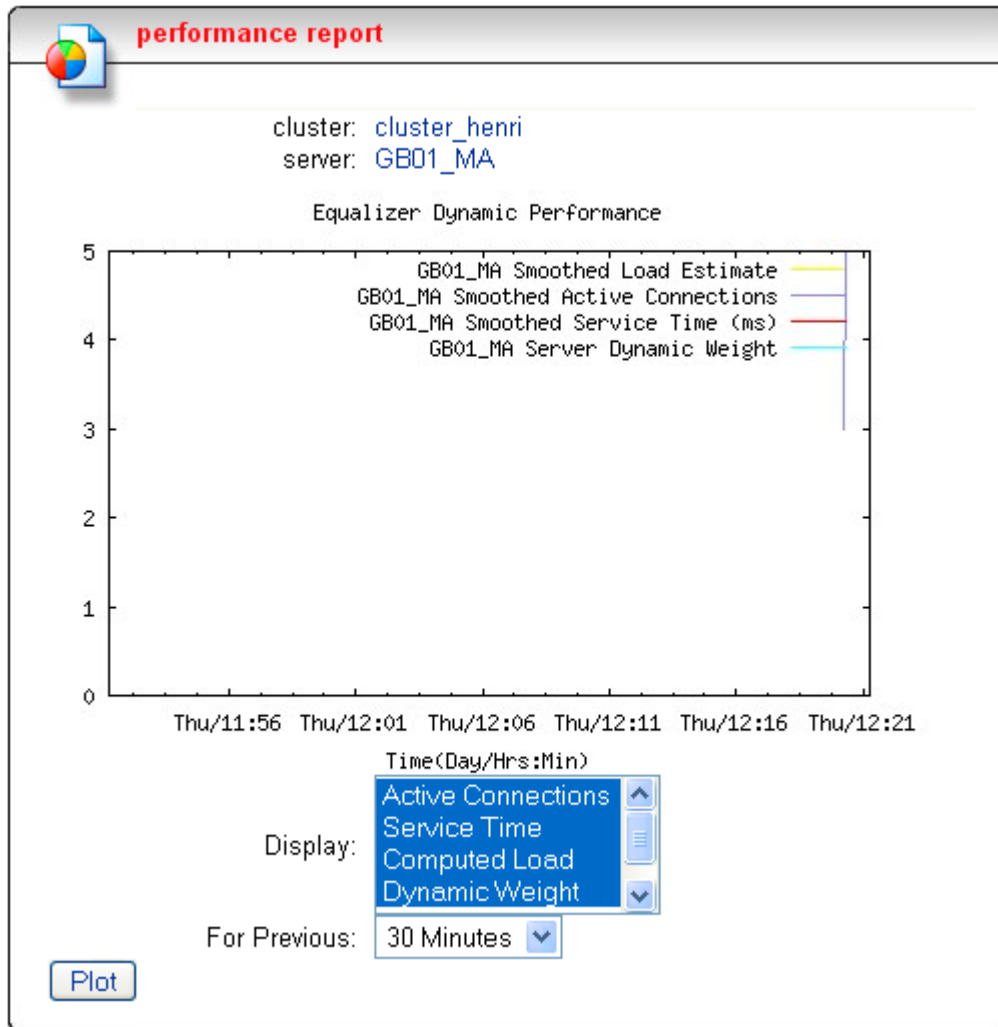 performance report
cluster: cluster_henri
server: GB01_MA
Equalizer Dynamic Performance
5
GB01_MA Smoothed Load Estimate
GB01_MA Smoothed Active Connections
GB01_MA Smoothed Service Time (ms)
4
GB01_MA Server Dynamic Weight
3
2
1
0
Thu/11:56 Thu/12:01 Thu/12:06 Thu/12:11 Thu/12:16 Thu/12:21
Time(Day/Hrs:Min)
Display:
Active Connections
Service Time
Computed Load
Dynamic Weight
For Previous: 30 Minutes
Plot